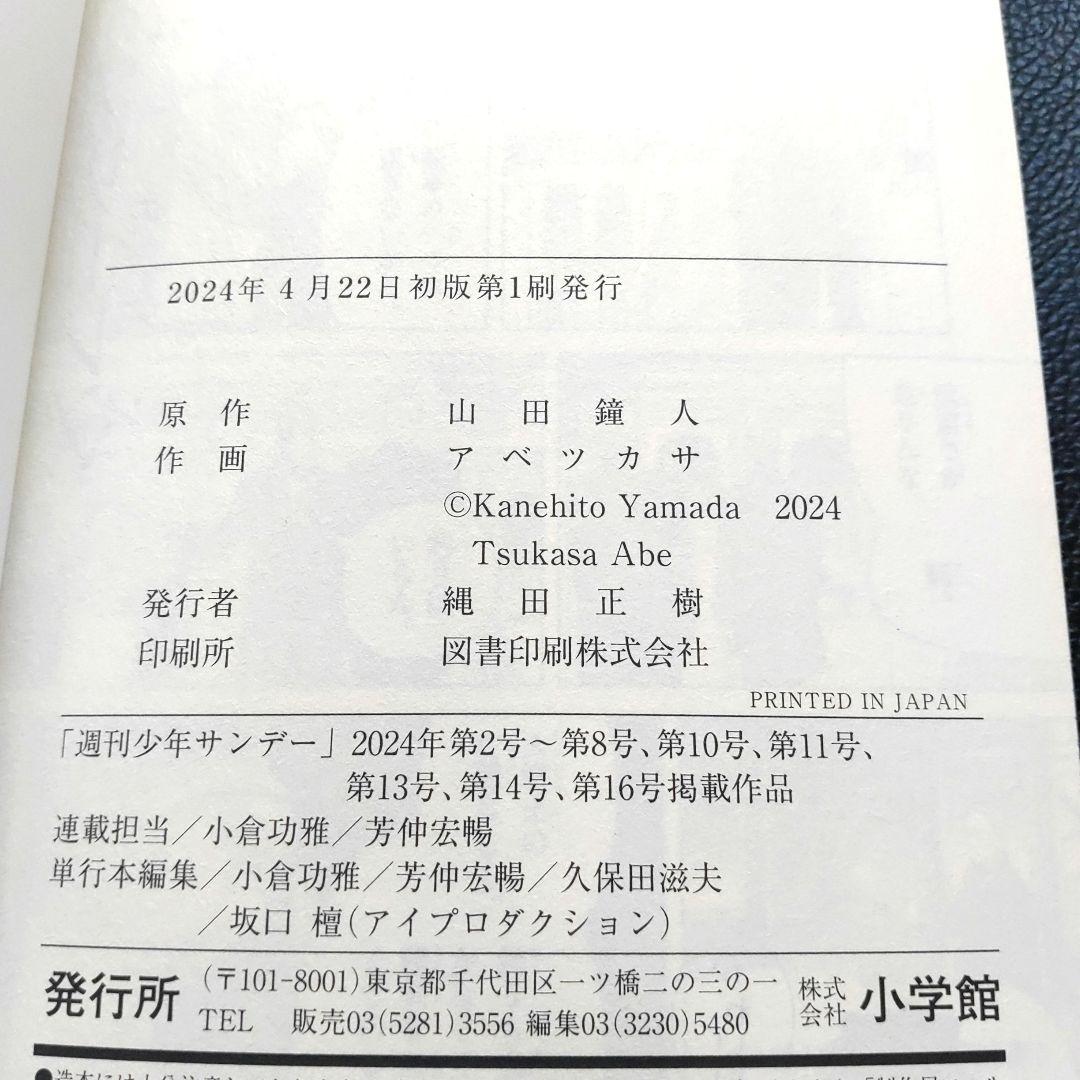 2024年4月22日初版第1刷発行
原作 山田鐘人
作画 アベツカサ
©Kanehito Yamada 2024
Tsukasa Abe
発行者 縄田正樹
印刷所 図書印刷株式会社
PRINTED IN JAPAN
「週刊少年サンデー」2024年第2号～第8号、第10号、第11号、
第13号、第14号、第16号掲載作品
連載担当／小倉功雅／芳仲宏暢
単行本編集／小倉功雅／芳仲宏暢／久保田滋夫
／坂口 檀(アイプロダクション)
発行所 (〒101-8001)東京都千代田区一ツ橋二の三の一 株式会社 小学館
TEL 販売03(5281)3556 編集03(3230)5480